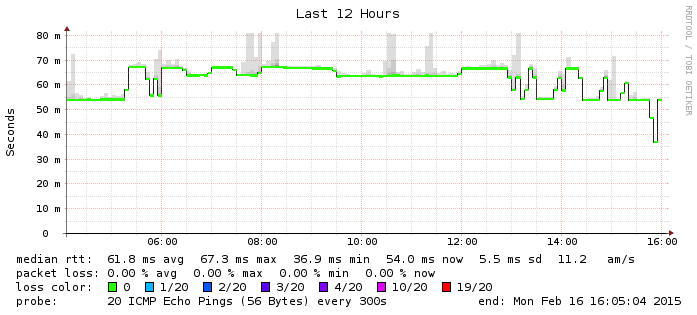 Last 12 Hours
RRDTOOL / TOBI OETIKER
80 m
70 m
60 m
50 m
40 m
30 m
20 m
10 m
0
Seconds
06:00 08:00 10:00 12:00 14:00 16:00
median rtt: 61.8 ms avg 67.3 ms max 36.9 ms min 54.0 ms now 5.5 ms sd 11.2 am/s
packet loss: 0.00 % avg 0.00 % max 0.00 % min 0.00 % now
loss color: 0 1/20 2/20 3/20 4/20 10/20 19/20
probe: 20 ICMP Echo Pings (56 Bytes) every 300s end: Mon Feb 16 16:05:04 2015